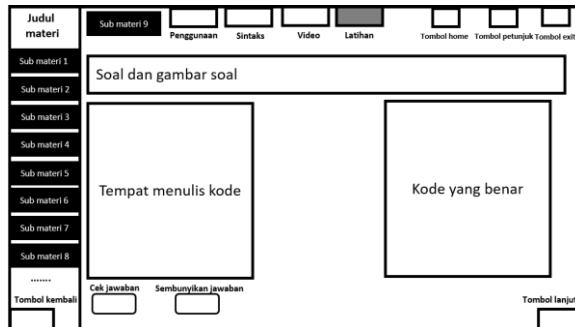 Judul
materi
Sub materi 9
Penggunaan
Sintaks
Video
Latihan
Tombol home
Tombol petunjuk
Tombol exit
Sub materi 1
Sub materi 2
Sub materi 3
Sub materi 4
Sub materi 5
Sub materi 6
Sub materi 7
Sub materi 8
.......
Tombol kembali
Soal dan gambar soal
Tempat menulis kode
Kode yang benar
Cek jawaban
Sembunyikan jawaban
Tombol lanjut